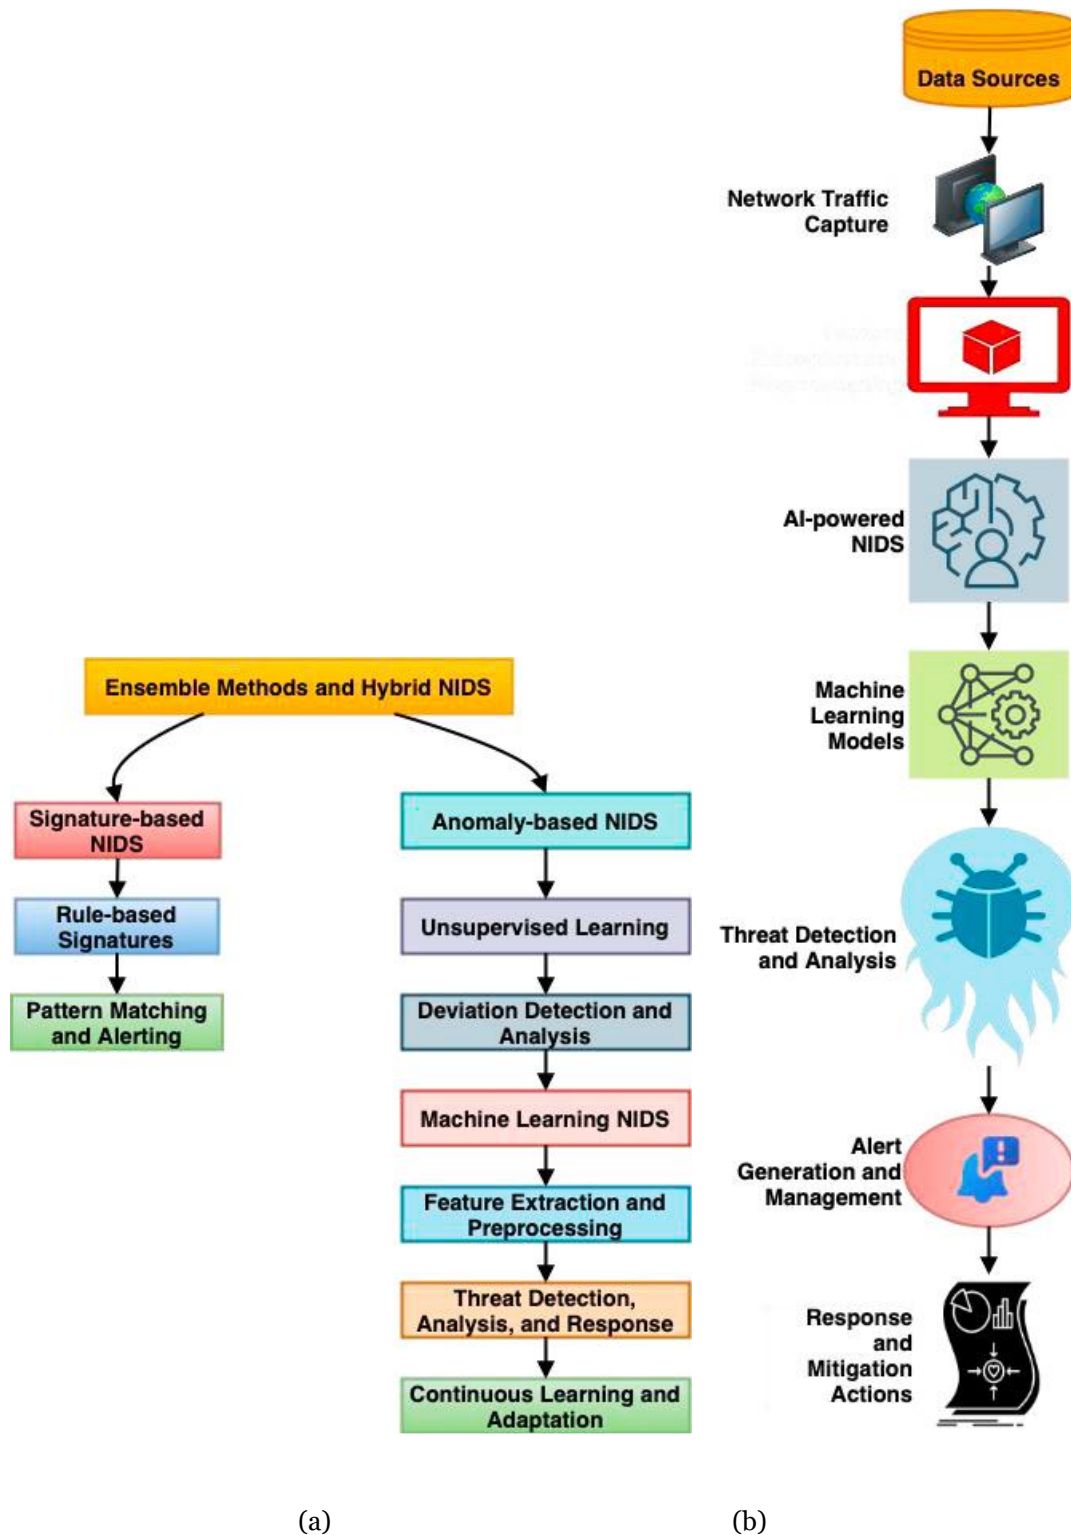 Ensemble Methods and Hybrid NIDS
Signature-based
NIDS
Rule-based
Signatures
Pattern Matching
and Alerting
Anomaly-based NIDS
Unsupervised Learning
Deviation Detection and
Analysis
Machine Learning NIDS
Feature Extraction and
Preprocessing
Threat Detection,
Analysis, and Response
Continuous Learning and
Adaptation
(a)
Data Sources
Network Traffic
Capture
AI-powered
NIDS
Machine
Learning
Models
Threat Detection
and Analysis
Alert
Generation and
Management
Response
and
Mitigation
Actions
(b)